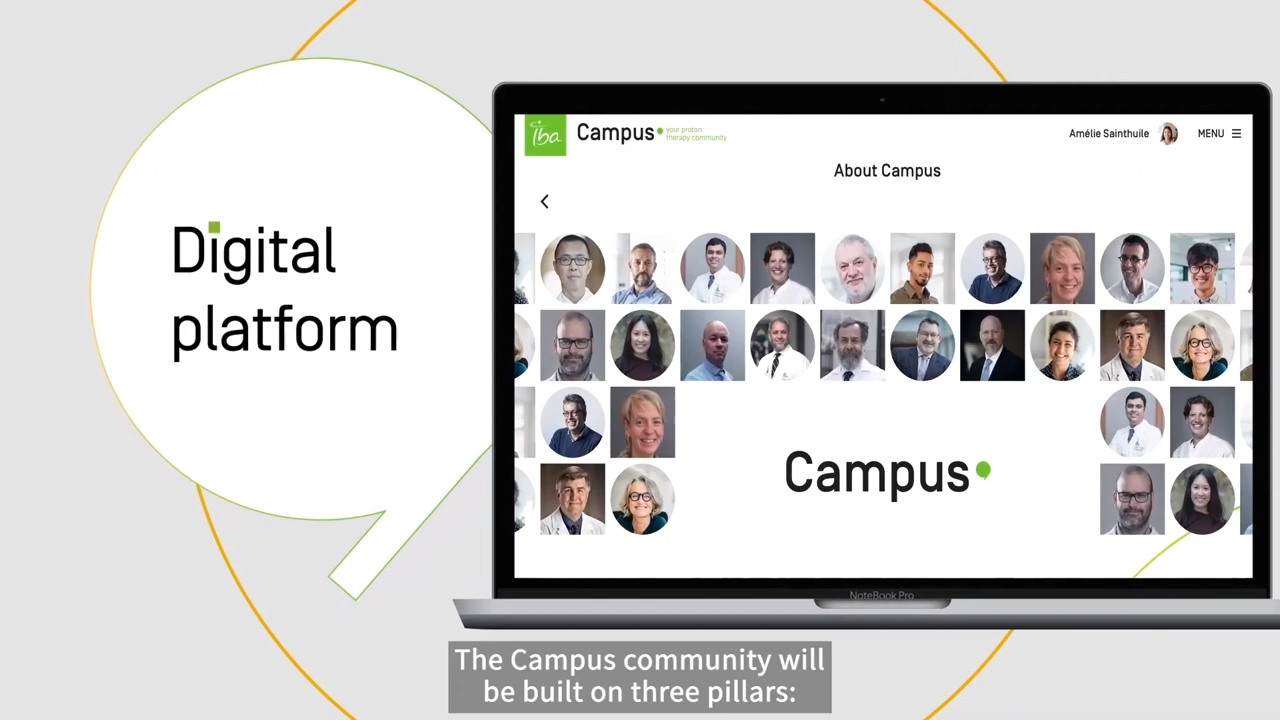 Digital
platform
iba
Campus
your proton
therapy community
Amélie Sainthuile
MENU
About Campus
Campus
NoteBook Pro
The Campus community will
be built on three pillars: